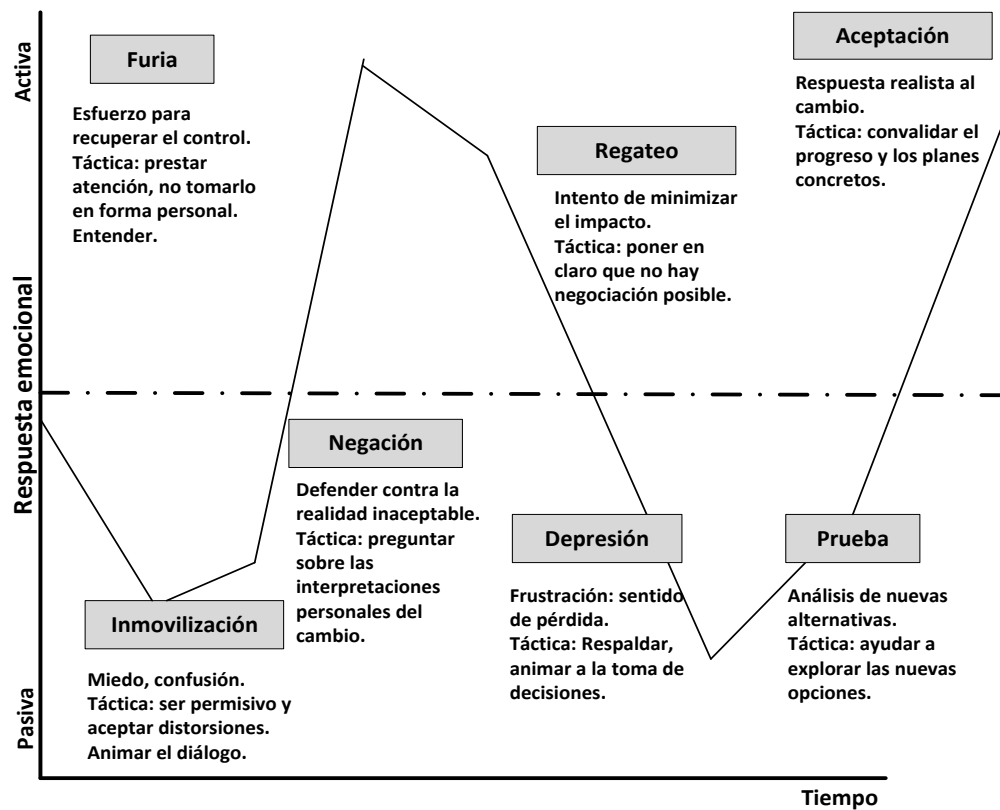 Activa
Respuesta emocional
Pasiva
Furia
Esfuerzo para
recuperar el control.
Táctica: prestar
atención, no tomarlo
en forma personal.
Entender.
Aceptación
Respuesta realista al
cambio.
Táctica: convalidar el
progreso y los planes
concretos.
Regateo
Intento de minimizar
el impacto.
Táctica: poner en
claro que no hay
negociación posible.
Negación
Defender contra la
realidad inaceptable.
Táctica: preguntar
sobre las
interpretaciones
personales del
cambio.
Inmovilización
Miedo, confusión.
Táctica: ser permisivo y
aceptar distorsiones.
Animar el diálogo.
Depresión
Frustración: sentido
de pérdida.
Táctica: Respaldar,
animar a la toma de
decisiones.
Prueba
Análisis de nuevas
alternativas.
Táctica: ayudar a
explorar las nuevas
opciones.
Tiempo